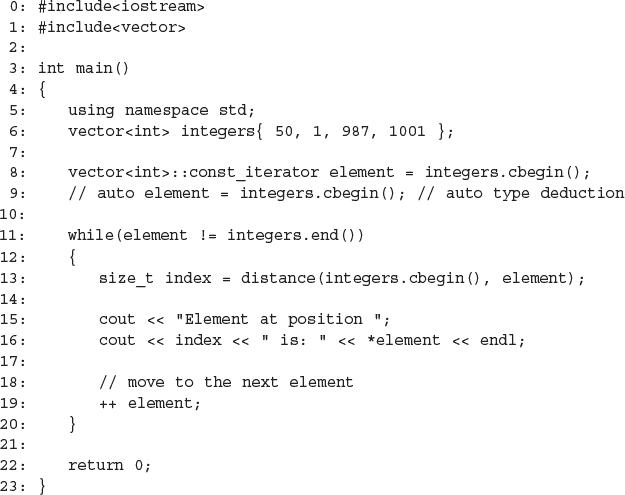 0: #include<iostream>
1: #include<vector>
2:
3: int main()
4: {
5:    using namespace std;
6:    vector<int> integers{ 50, 1, 987, 1001 };
7:
8:    vector<int>::const_iterator element = integers.cbegin();
9:    // auto element = integers.cbegin(); // auto type deduction
10:
11:    while(element != integers.end())
12:    {
13:       size_t index = distance(integers.cbegin(), element);
14:
15:       cout << "Element at position ";
16:       cout << index << " is: " << *element << endl;
17:
18:       // move to the next element
19:       ++ element;
20:    }
21:
22:    return 0;
23: }